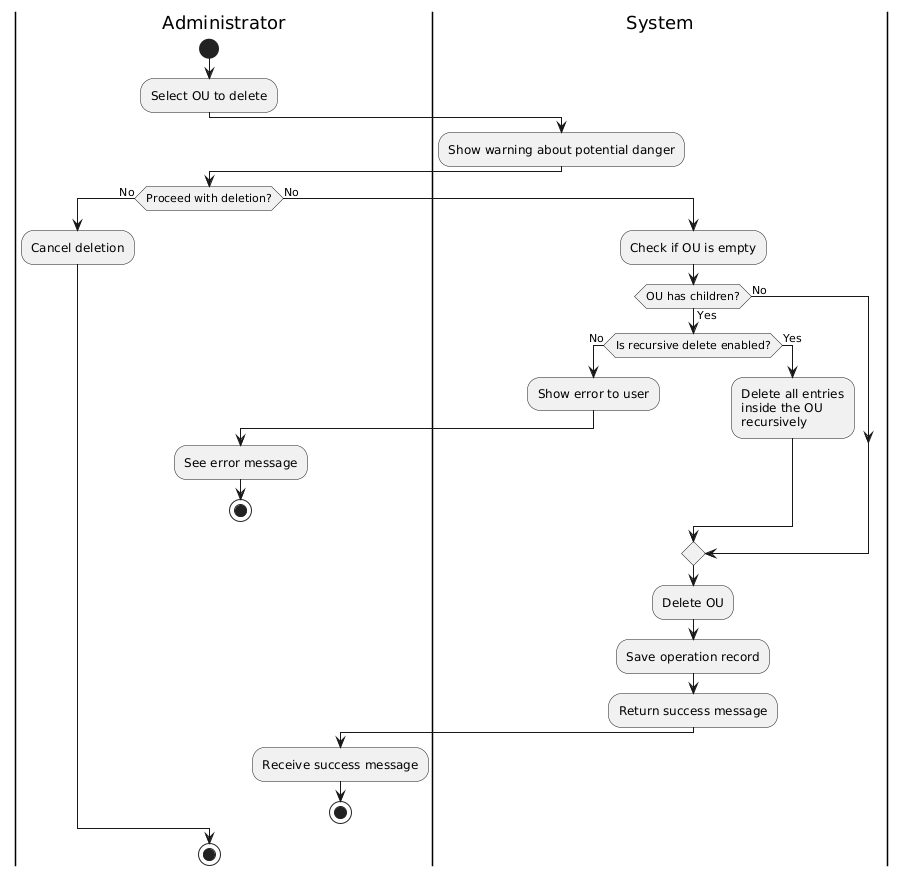 Administrator
System
Select OU to delete
Show warning about potential danger
No
Proceed with deletion?
No
Cancel deletion
Check if OU is empty
OU has children?
No
Yes
No
Is recursive delete enabled?
Yes
Show error to user
Delete all entries
inside the OU
recursively
See error message
Delete OU
Save operation record
Return success message
Receive success message